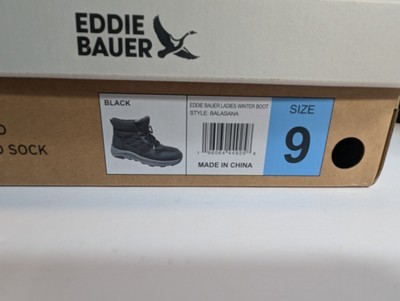 EDDIE
BAUER
BLACK
EDDIE BAUER LADIES WINTER BOOT
STYLE: BALASANA
MADE IN CHINA
SIZE
9
SOCK